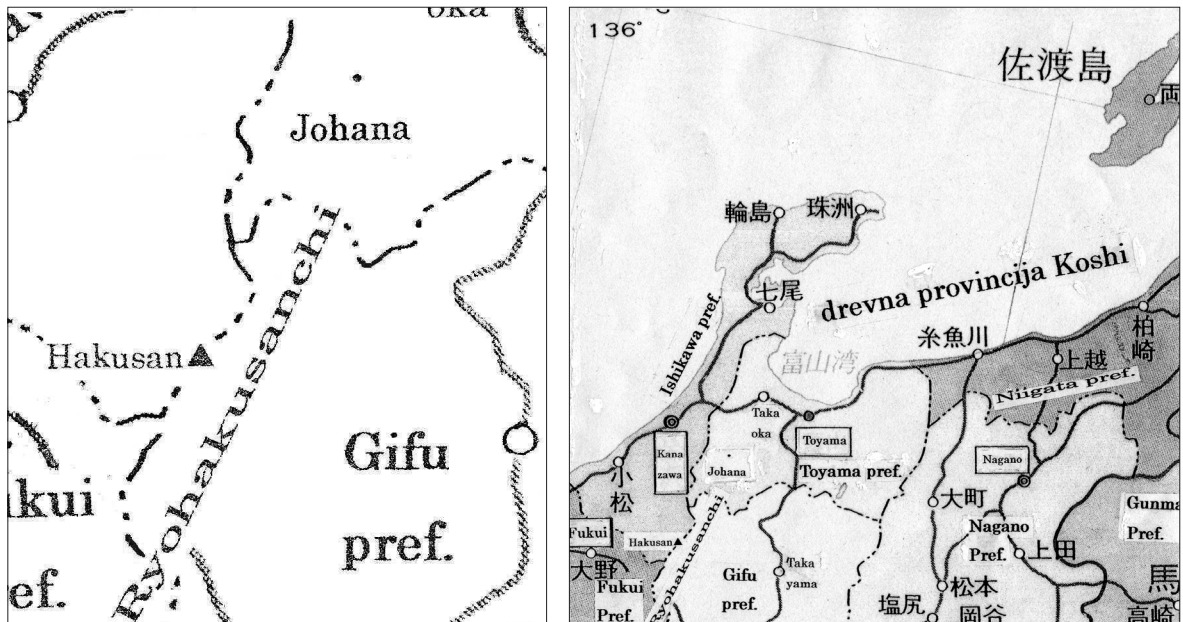 oka
Johana
Ryohakusanchi
Hakusan
Gifu
pref.
ikui
ef.
136°
佐渡島
両
輪島
珠洲
drevna provincija Koshi
七尾
Ishikawa pref.
富山湾
糸魚川
柏崎
上越
Niigata pref.
Taka
oka
Toyama
Kana
zawa
Johana
Toyama pref.
Nagano
小松
大町
Gunma
Pref.
Fukui
Hakusan
Ryohakusanchi
Nagano
Pref.
上田
大野
Fukui
Pref.
Gifu
pref.
Taka
yama
松本
塩尻
岡谷
馬
高崎